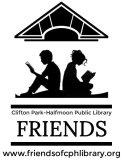 Clifton Park-Halfmoon Public Library
FRIENDS
www.friendsofcphlibrary.org